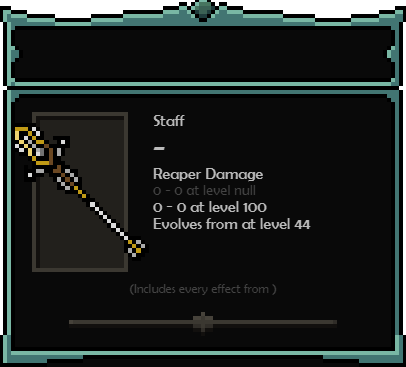 Staff
–
Reaper Damage
0 - 0 at level null
0 - 0 at level 100
Evolves from at level 44
(Includes every effect from )